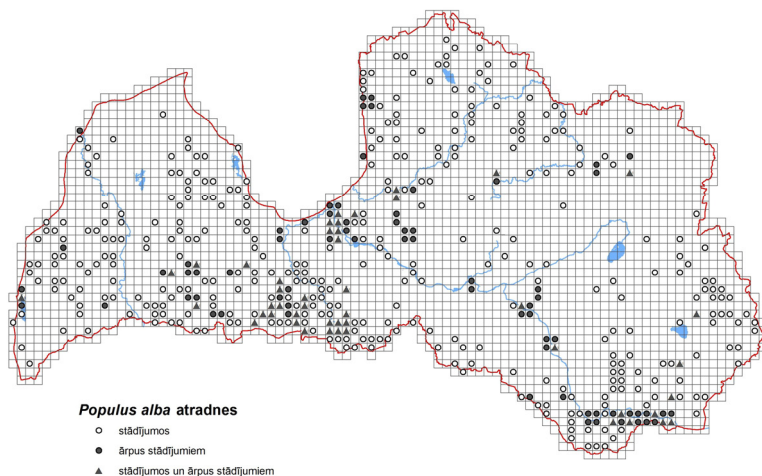 Populus alba atradnes
stādījumos
ārpus stādījumiem
stādījumos un ārpus stādījumiem